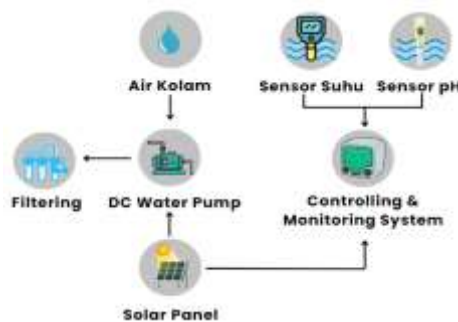 Air Kolam
Sensor Suhu
Sensor pH
Filtering
DC Water Pump
Controlling &
Monitoring System
Solar Panel